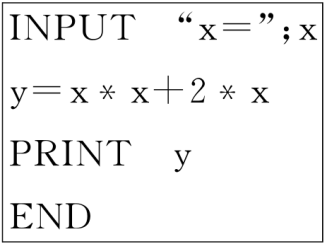 INPUT “x=”;x
y=x*x+2*x
PRINT y
END